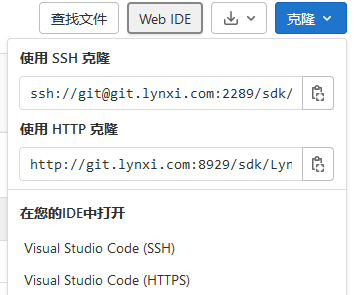 查找文件 Web IDE 克隆
使用 SSH 克隆
ssh://git@git.lynxi.com:2289/sdk/
使用 HTTP 克隆
http://git.lynxi.com:8929/sdk/Lyn
在您的IDE中打开
Visual Studio Code (SSH)
Visual Studio Code (HTTPS)